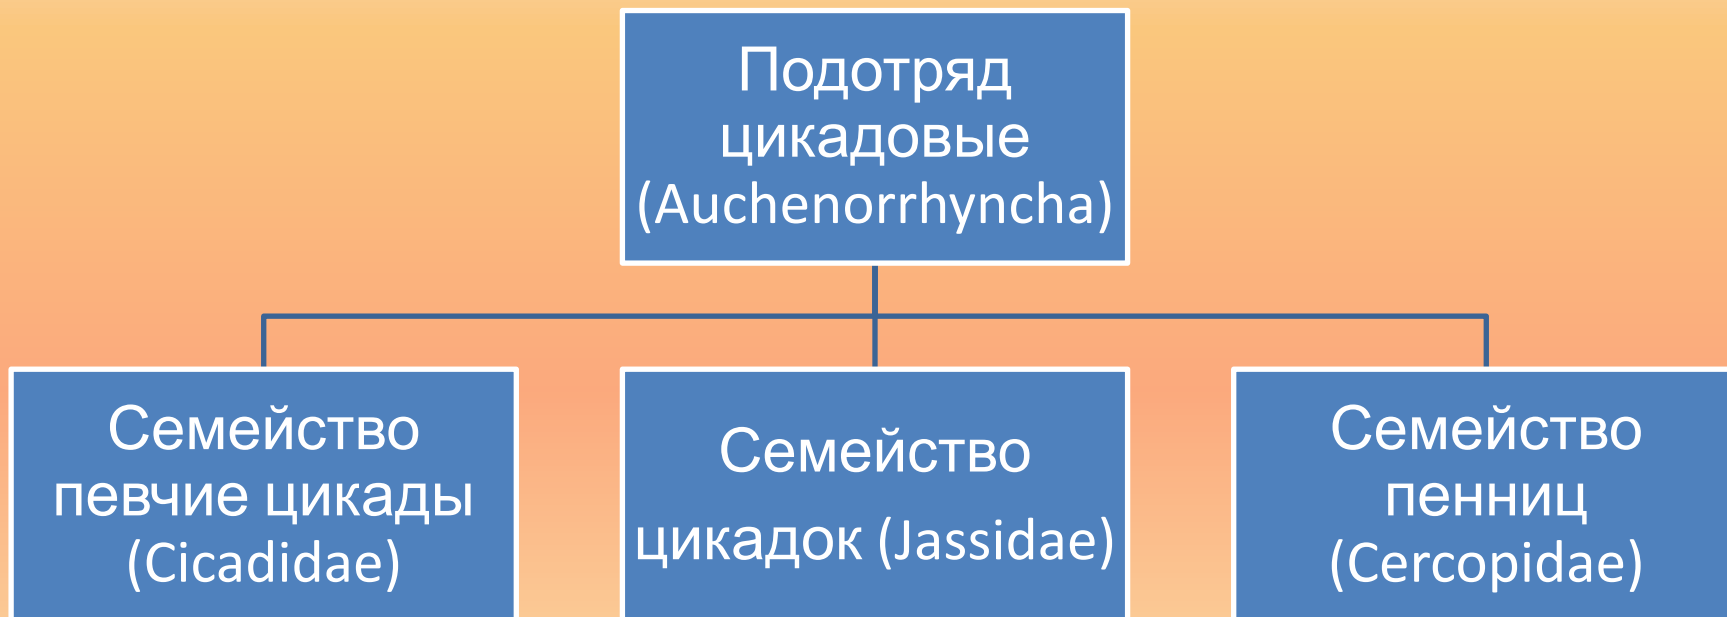 Подотряд
цикадовые
(Auchenorrhyncha)
Семейство
певчие цикады
(Cicadidae)
Семейство
цикадок (Jassidae)
Семейство
пенниц
(Cercopidae)